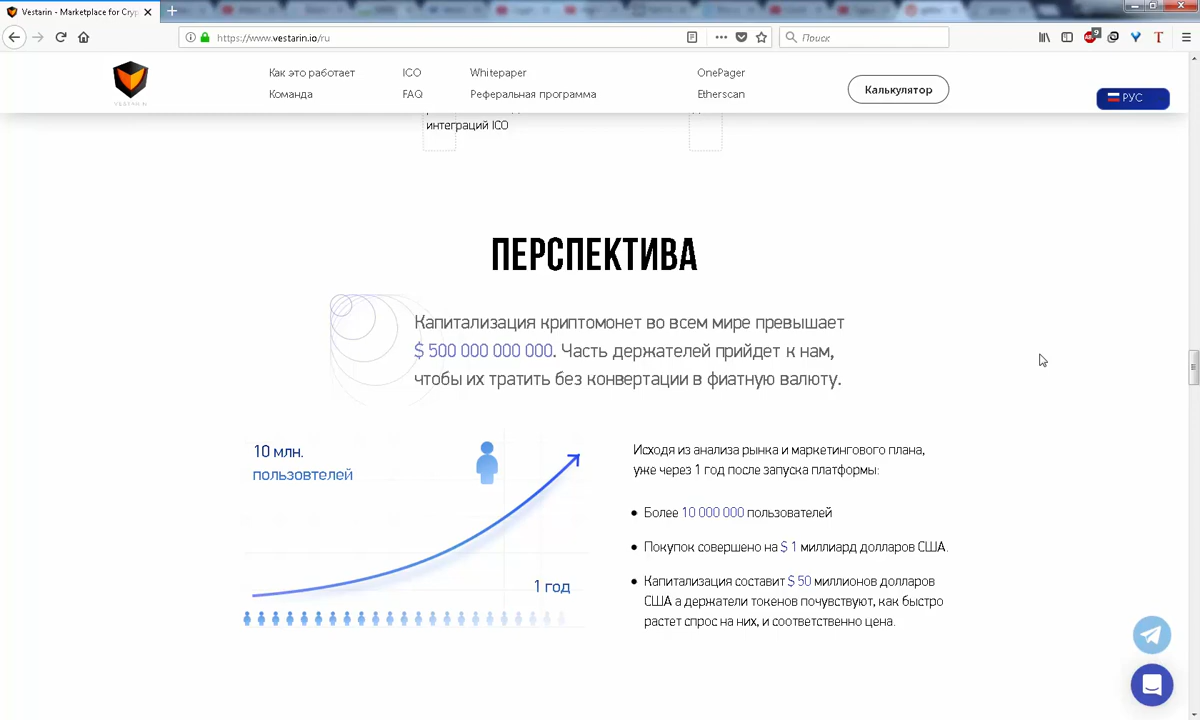 Vestarin - Marketplace for Cryp
https://www.vestarin.io/ru
Поиск
9
VESTARIN
Как это работает
ICO
Whitepaper
OnePager
Команда
FAQ
Реферальная программа
Etherscan
Калькулятор
РУС
интеграций ICO
ПЕРСПЕКТИВА
Капитализация криптомонет во всем мире превышает
$ 500 000 000 000. Часть держателей прийдет к нам,
чтобы их тратить без конвертации в фиатную валюту.
10 млн.
пользовтелей
1 год
Исходя из анализа рынка и маркетингового плана,
уже через 1 год после запуска платформы:
Более 10 000 000 пользователей
Покупок совершено на $ 1 миллиард долларов США.
Капитализация составит $ 50 миллионов долларов
США а держатели токенов почувствуют, как быстро
растет спрос на них, и соответственно цена.